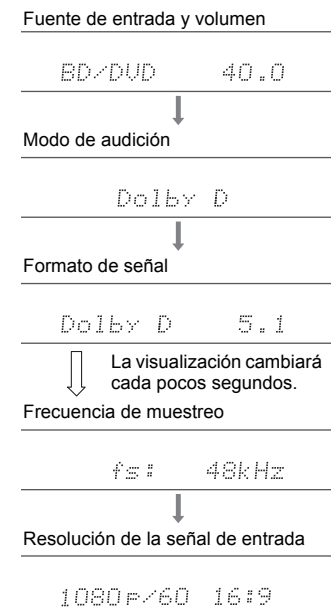 Fuente de entrada y volumen
BD/DVD 40.0
Modo de audición
Dolby D
Formato de señal
Dolby D 5.1
La visualización cambiará
cada pocos segundos.
Frecuencia de muestreo
fs: 48kHz
Resolución de la señal de entrada
1080p/60 16:9